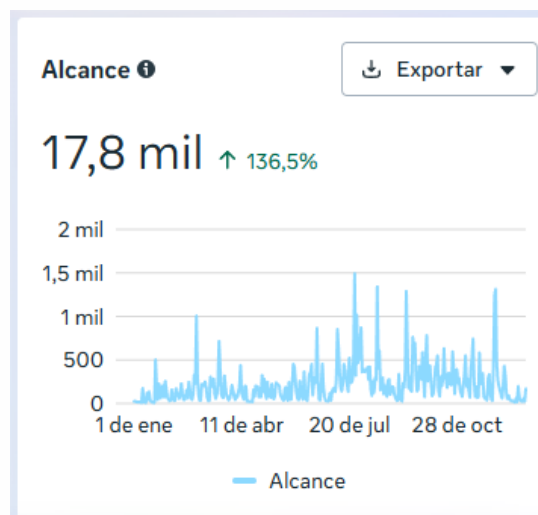 Alcance
Exportar
17,8 mil ↑ 136,5%
2 mil
1,5 mil
1 mil
500
0
1 de ene 11 de abr 20 de jul 28 de oct
Alcance